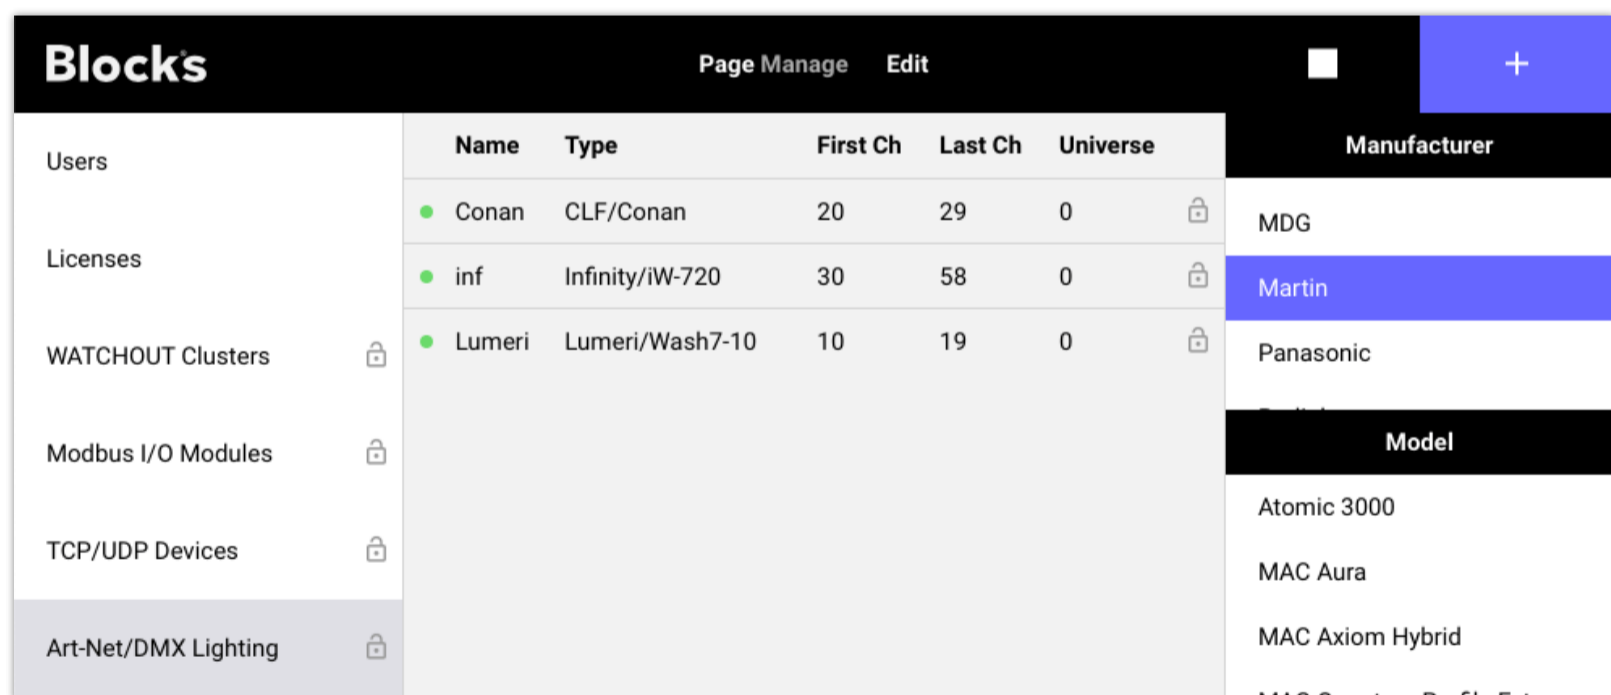 Blocks
Page Manage Edit
+
Users
Licenses
WATCHOUT Clusters
Modbus I/O Modules
TCP/UDP Devices
Art-Net/DMX Lighting
Name Type First Ch Last Ch Universe
Conan CLF/Conan 20 29 0
inf Infinity/iW-720 30 58 0
Lumeri Lumeri/Wash7-10 10 19 0
Manufacturer
MDG
Martin
Panasonic
Model
Atomic 3000
MAC Aura
MAC Axiom Hybrid